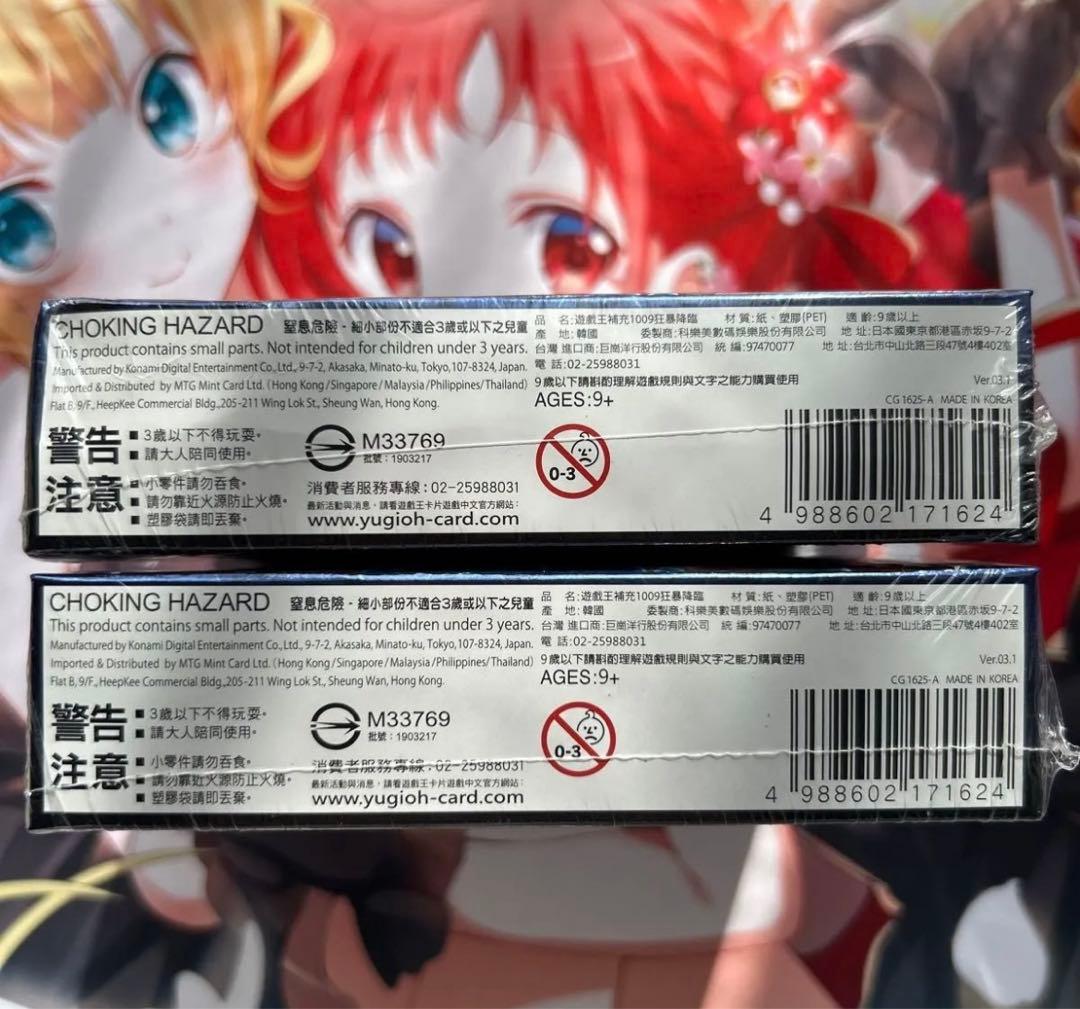 CHOKING HAZARD 窒息危險﹣細小部份不適合3歲或以下之兒童
This product contains small parts. Not intended for children under 3 years.
Manufactured by Konami Digital Entertainment Co., Ltd., 9-7-2, Akasaka, Minato-ku, Tokyo, 107-8324, Japan.
Imported & Distributed by MTG Mint Card Ltd. (Hong Kong/Singapore/Malaysia/Philippines/Thailand)
Flat B, 9/F., HeepKee Commercial Bldg.,205-211 Wing Lok St., Sheung Wan, Hong Kong.
品 名:遊戲王補充1009狂暴降臨 材 質:紙、塑膠(PET) 適 齡:9歲以上
產 地:韓國 委製商:科樂美數碼娛樂股份有限公司 地 址:日本國東京都港區赤坂9-7-2
台灣 進口商:巨崗洋行股份有限公司 統 編:97470077 地 址:台北市中山北路三段47號4樓402室
電 話:02-25988031
9歲以下請斟酌理解遊戲規則與文字之能力購買使用 Ver.03.1
AGES:9+ CG1625-A MADE IN KOREA
警告
■ 3歲以下不得玩耍。
■ 請大人陪同使用。
注意
■ 小零件請勿吞食。
■ 請勿靠近火源防止火燒。
■ 塑膠袋請即丟棄。
M33769
批號：1903217
消費者服務專線：02-25988031
最新活動與消息，請看遊戲王卡片遊戲中文官方網站：
www.yugioh-card.com
0-3
4 988602 171624
CHOKING HAZARD 窒息危險﹣細小部份不適合3歲或以下之兒童
This product contains small parts. Not intended for children under 3 years.
Manufactured by Konami Digital Entertainment Co., Ltd., 9-7-2, Akasaka, Minato-ku, Tokyo, 107-8324, Japan.
Imported & Distributed by MTG Mint Card Ltd. (Hong Kong/Singapore/Malaysia/Philippines/Thailand)
Flat B, 9/F., HeepKee Commercial Bldg.,205-211 Wing Lok St., Sheung Wan, Hong Kong.
品 名:遊戲王補充1009狂暴降臨 材 質:紙、塑膠(PET) 適 齡:9歲以上
產 地:韓國 委製商:科樂美數碼娛樂股份有限公司 地 址:日本國東京都港區赤坂9-7-2
台灣 進口商:巨崗洋行股份有限公司 統 編:97470077 地 址:台北市中山北路三段47號4樓402室
電 話:02-25988031
9歲以下請斟酌理解遊戲規則與文字之能力購買使用 Ver.03.1
AGES:9+ CG1625-A MADE IN KOREA
警告
■ 3歲以下不得玩耍。
■ 請大人陪同使用。
注意
■ 小零件請勿吞食。
■ 請勿靠近火源防止火燒。
■ 塑膠袋請即丟棄。
M33769
批號：1903217
消費者服務專線：02-25988031
最新活動與消息，請看遊戲王卡片遊戲中文官方網站：
www.yugioh-card.com
0-3
4 988602 171624